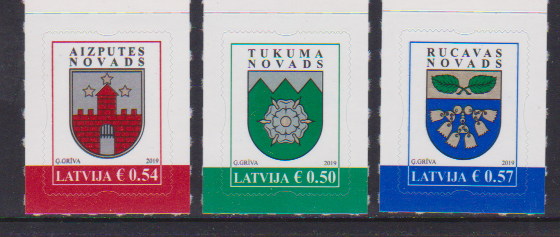 AIZPUTES
NOVADS
G.GRĪVA 2019
LATVIJA € 0.54
TUKUMA
NOVADS
G.GRĪVA 2019
LATVIJA € 0.50
RUCAVAS
NOVADS
G.GRĪVA 2019
LATVIJA € 0.57